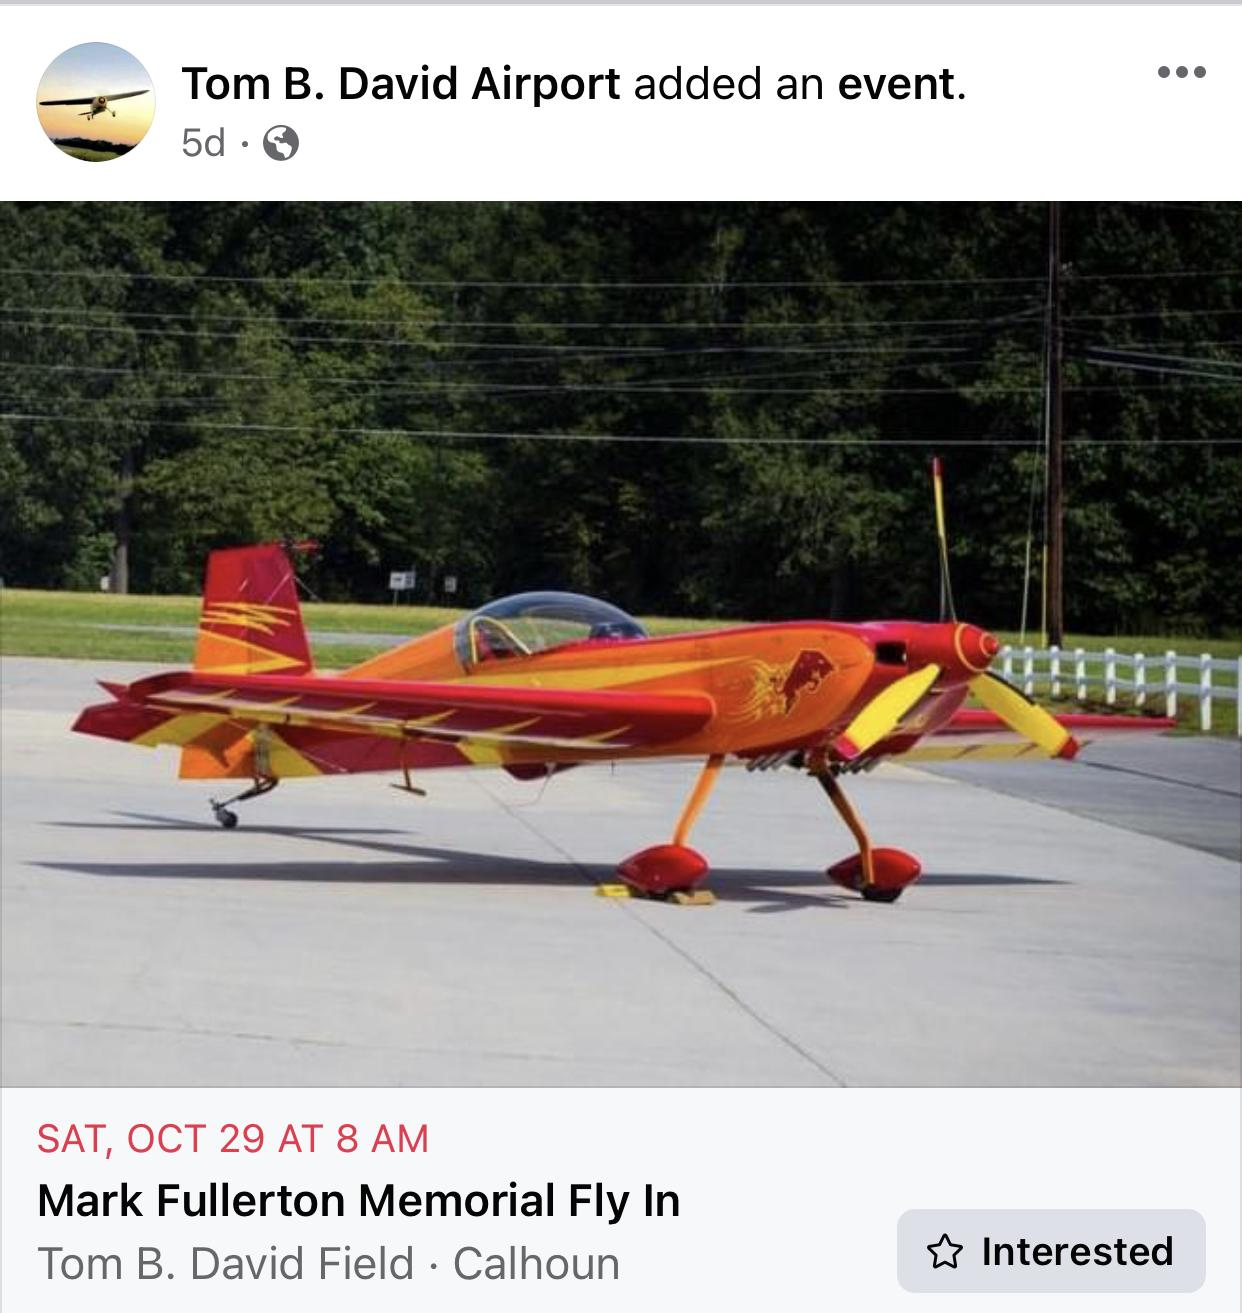 Tom B. David Airport added an event.
5d ·
SAT, OCT 29 AT 8 AM
Mark Fullerton Memorial Fly In
Tom B. David Field · Calhoun
Interested